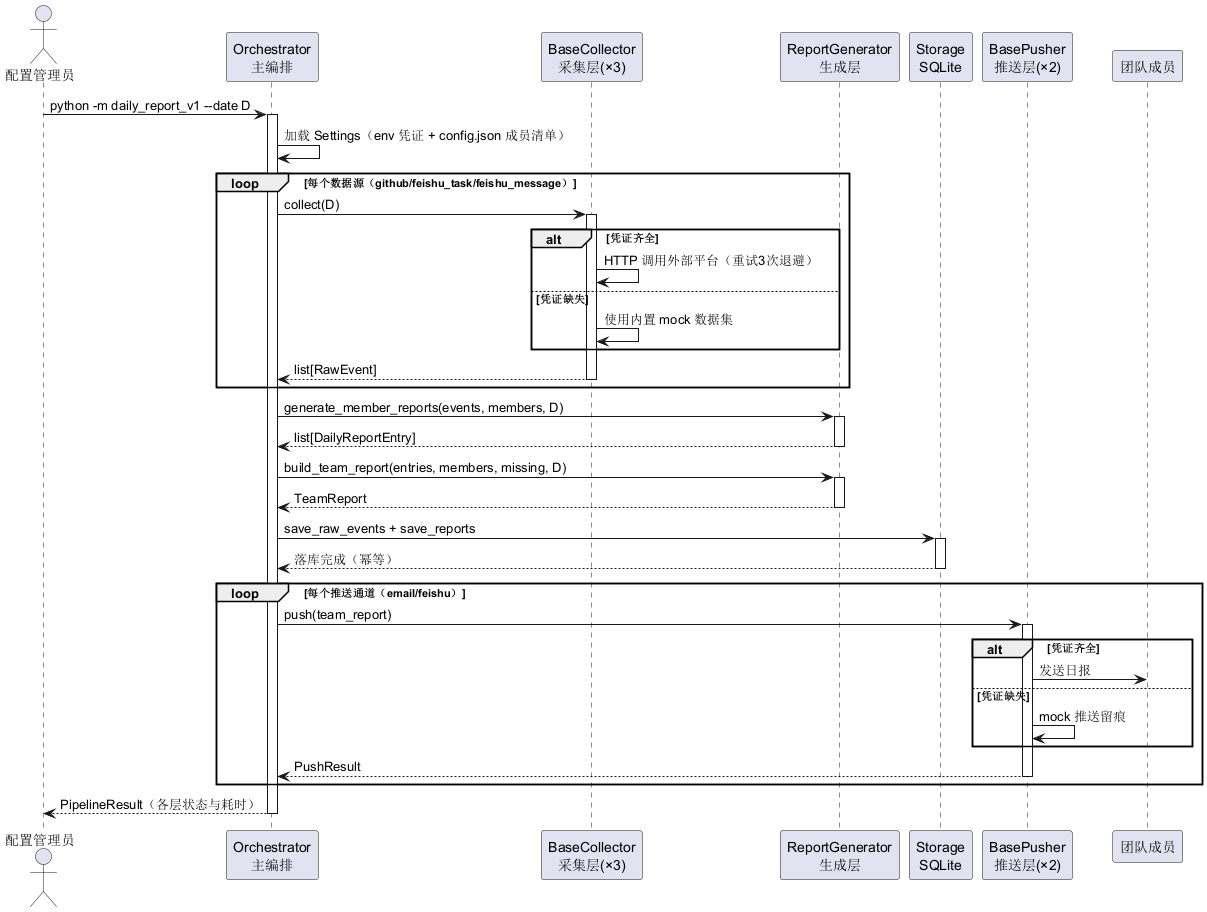 配置管理员
Orchestrator
主编排
BaseCollector
采集层(×3)
ReportGenerator
生成层
Storage
SQLite
BasePusher
推送层(×2)
团队成员
python -m daily_report_v1 --date D
加载 Settings（env 凭证 + config.json 成员清单）
loop
[每个数据源（github/feishu_task/feishu_message）]
collect(D)
alt
[凭证齐全]
HTTP 调用外部平台（重试3次退避）
[凭证缺失]
使用内置 mock 数据集
list[RawEvent]
generate_member_reports(events, members, D)
list[DailyReportEntry]
build_team_report(entries, members, missing, D)
TeamReport
save_raw_events + save_reports
落库完成（幂等）
loop
[每个推送通道（email/feishu）]
push(team_report)
alt
[凭证齐全]
发送日报
[凭证缺失]
mock 推送留痕
PushResult
PipelineResult（各层状态与耗时）
配置管理员
Orchestrator
主编排
BaseCollector
采集层(×3)
ReportGenerator
生成层
Storage
SQLite
BasePusher
推送层(×2)
团队成员